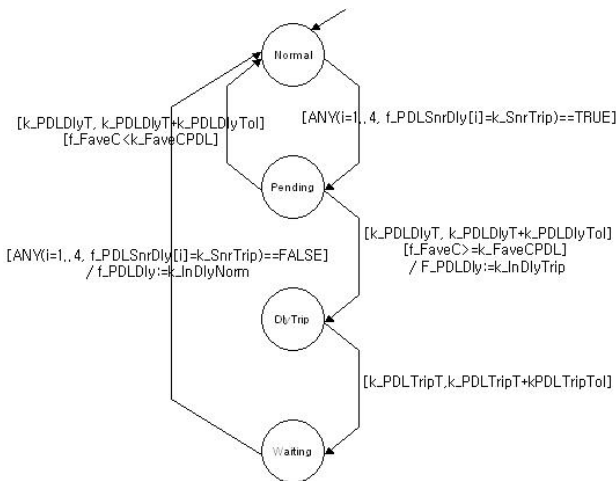 Normal
[k_PDLDlyT, k_PDLDlyT+k_PDLDlyTol]
[f_FaveC<k_FaveCPDL]
[ANY(i=1,.4, f_PDLSnrDly[i]=k_SnrTrip)==TRUE]
Pending
[k_PDLDlyT, k_PDLDlyT+k_PDLDlyTol]
[f_FaveC>=k_FaveCPDL]
/ F_PDLDly:=k_InDlyTrip
[ANY(i=1,.4, f_PDLSnrDly[i]=k_SnrTrip)==FALSE]
/ f_PDLDly:=k_InDlyNorm
DlyTrip
[k_PDLTripT,k_PDLTripT+kPDLTripTol]
Waiting